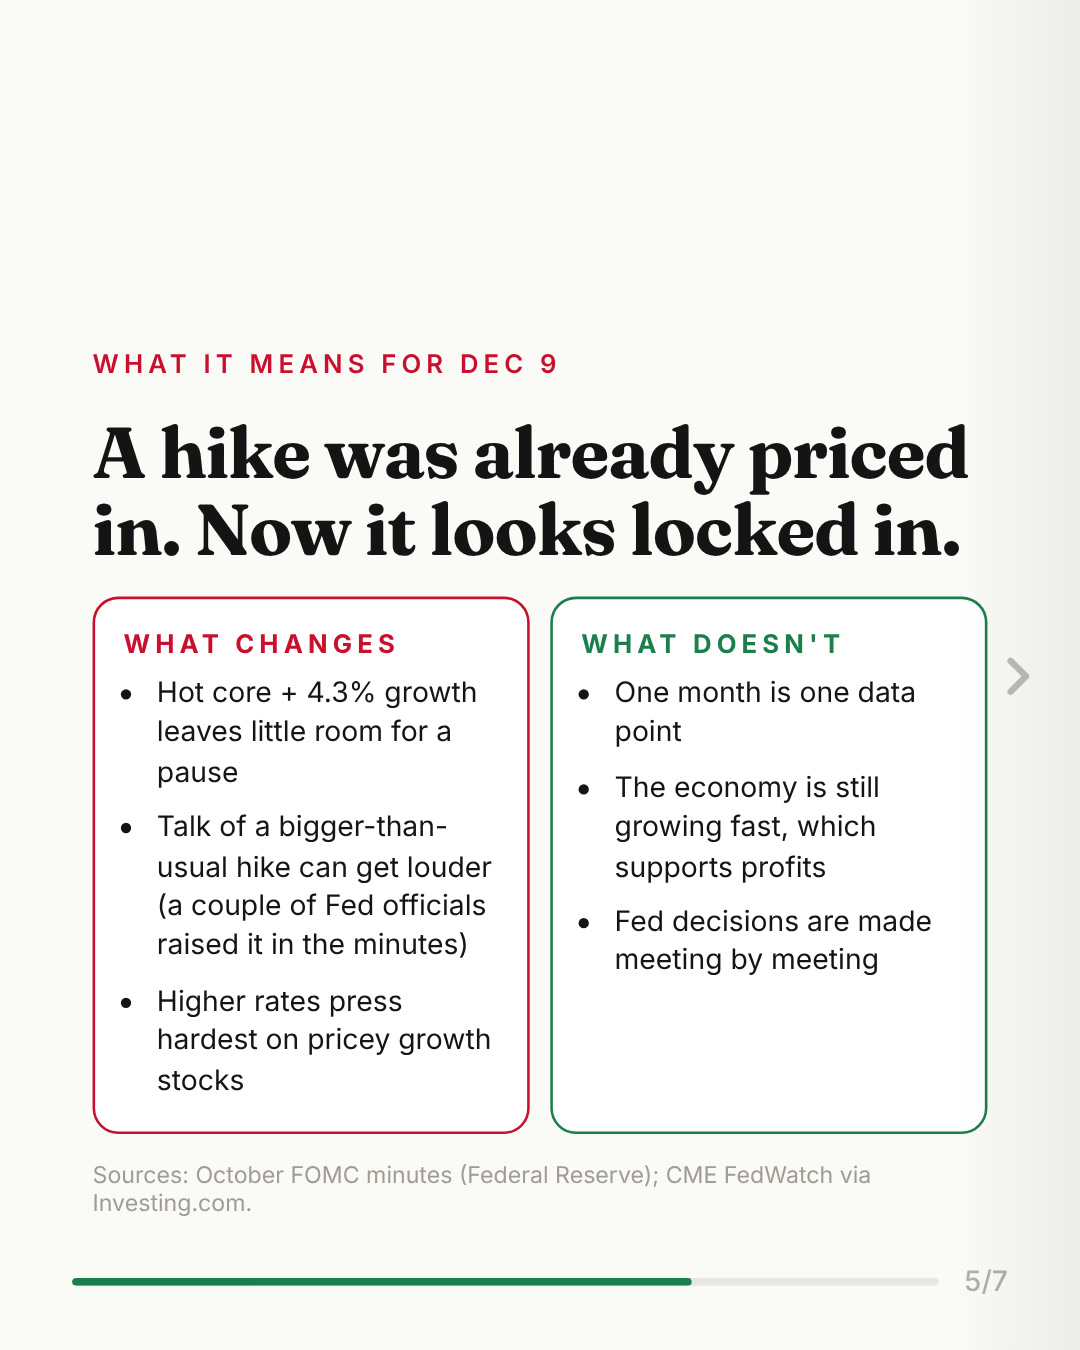 WHAT IT MEANS FOR DEC 9
A hike was already priced
in. Now it looks locked in.
WHAT CHANGES
• Hot core + 4.3% growth
leaves little room for a
pause
• Talk of a bigger-than-
usual hike can get louder
(a couple of Fed officials
raised it in the minutes)
• Higher rates press
hardest on pricey growth
stocks
WHAT DOESN'T
• One month is one data
point
• The economy is still
growing fast, which
supports profits
• Fed decisions are made
meeting by meeting
Sources: October FOMC minutes (Federal Reserve); CME FedWatch via
Investing.com.
5/7